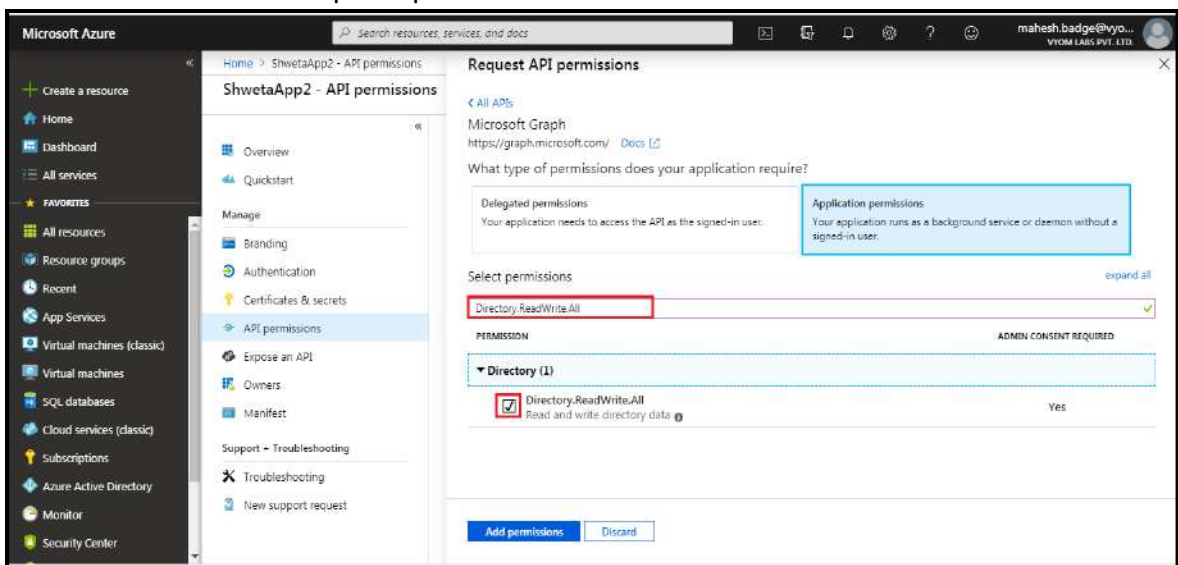 Microsoft Azure
Search resources, services, and docs
mahesh.badge@vyo...
VYOM LABS PVT. LTD.
Create a resource
Home
Dashboard
All services
FAVORITES
All resources
Resource groups
Recent
App Services
Virtual machines (classic)
Virtual machines
SQL databases
Cloud services (classic)
Subscriptions
Azure Active Directory
Monitor
Security Center
Home > ShwetaApp2 - API permissions
ShwetaApp2 - API permissions
Overview
Quickstart
Manage
Branding
Authentication
Certificates & secrets
API permissions
Expose an API
Owners
Manifest
Support + Troubleshooting
Troubleshooting
New support request
Request API permissions
All APIs
Microsoft Graph
https://graph.microsoft.com/ Docs
What type of permissions does your application require?
Delegated permissions
Your application needs to access the API as the signed-in user.
Application permissions
Your application runs as a background service or daemon without a
signed-in user.
Select permissions
expand all
Directory.ReadWrite.All
PERMISSION
ADMIN CONSENT REQUIRED
Directory (1)
Directory.ReadWrite.All
Read and write directory data
Yes
Add permissions
Discard